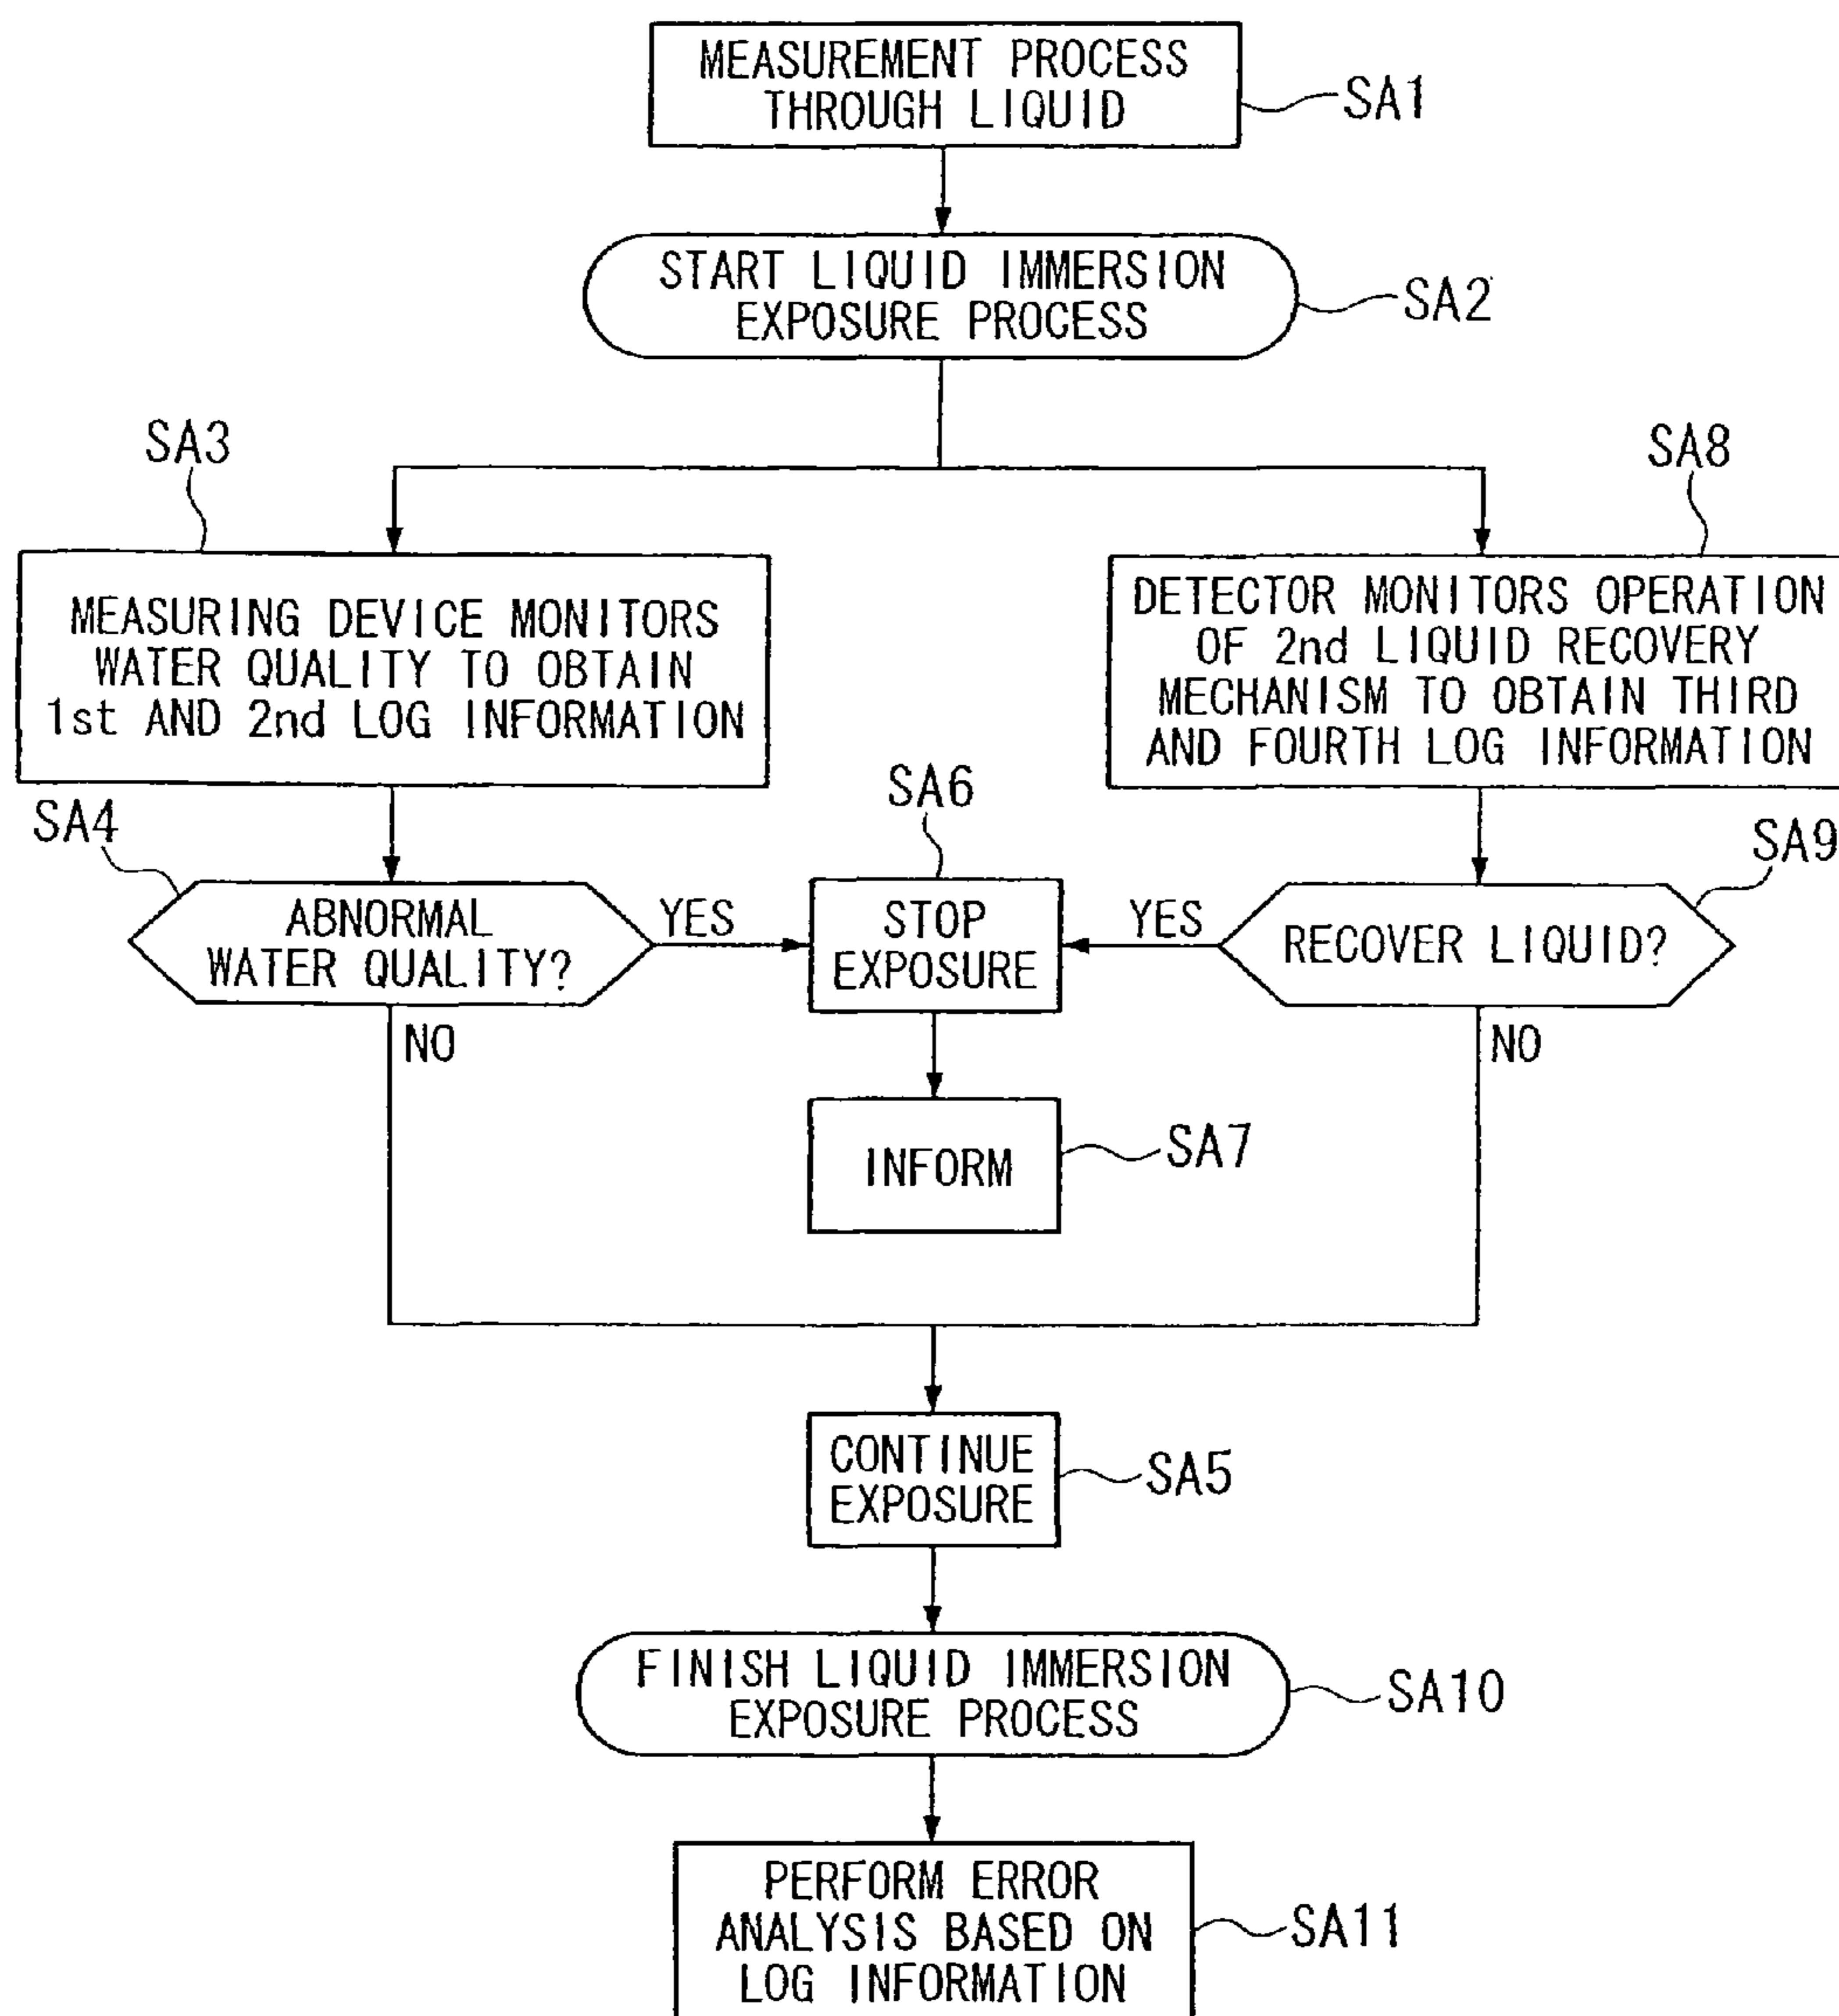 MEASUREMENT PROCESS
THROUGH LIQUID
SA1
START LIQUID IMMERSION
EXPOSURE PROCESS
SA2
SA3
MEASURING DEVICE MONITORS
WATER QUALITY TO OBTAIN
1st AND 2nd LOG INFORMATION
SA8
DETECTOR MONITORS OPERATION
OF 2nd LIQUID RECOVERY
MECHANISM TO OBTAIN THIRD
AND FOURTH LOG INFORMATION
SA4
ABNORMAL
WATER QUALITY?
YES
NO
SA6
STOP
EXPOSURE
SA9
RECOVER LIQUID?
YES
NO
INFORM
SA7
CONTINUE
EXPOSURE
SA5
FINISH LIQUID IMMERSION
EXPOSURE PROCESS
SA10
PERFORM ERROR
ANALYSIS BASED ON
LOG INFORMATION
SA11